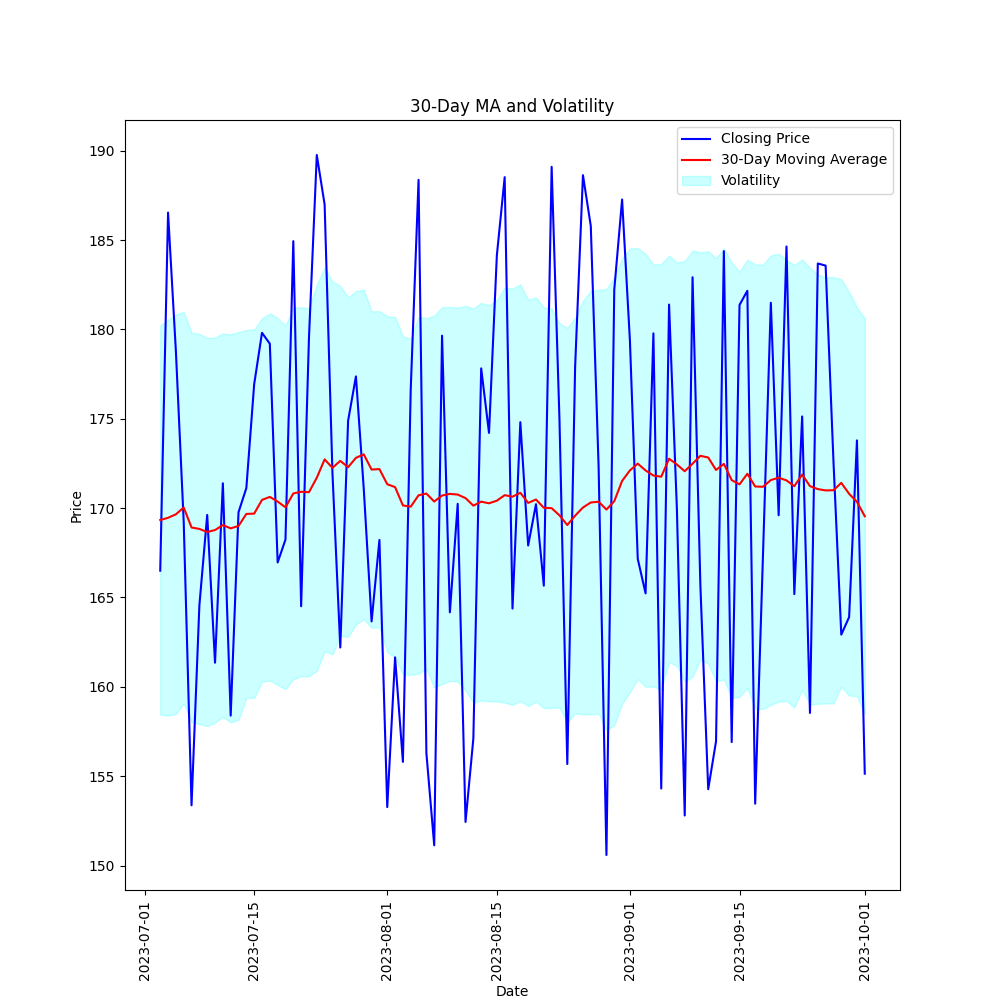 30-Day MA and Volatility
Closing Price
30-Day Moving Average
Volatility
Price
190
185
180
175
170
165
160
155
150
2023-07-01
2023-07-15
2023-08-01
2023-08-15
2023-09-01
2023-09-15
2023-10-01
Date